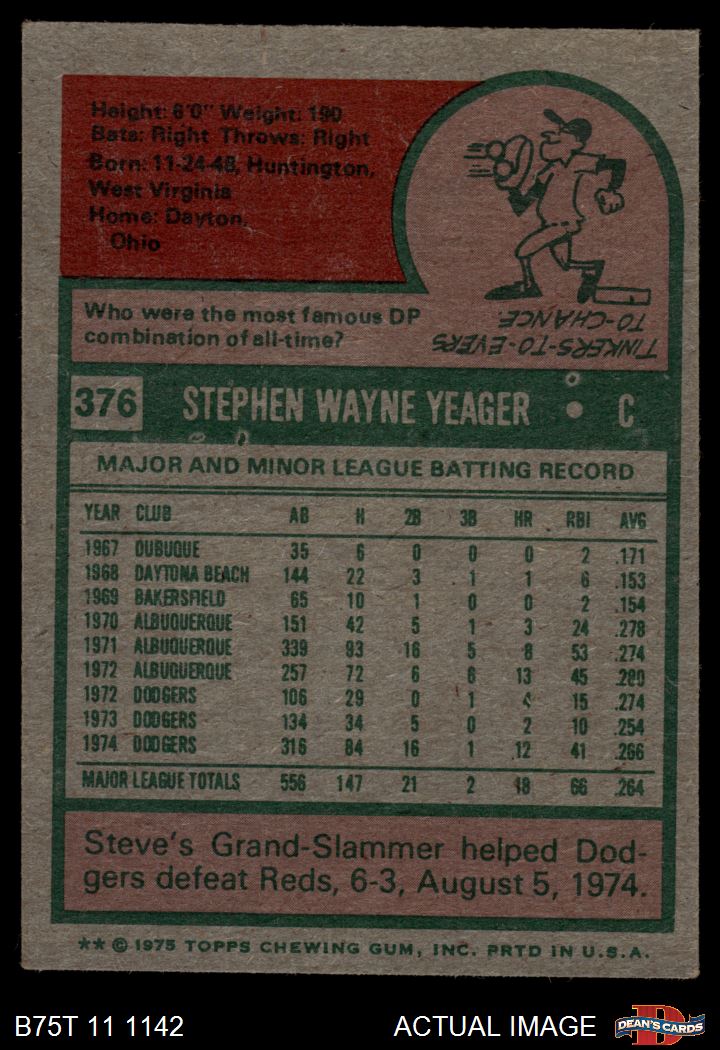 Height: 6'0" Weight: 190
Bats: Right Throws: Right
Born: 11-24-48, Huntington,
West Virginia
Home: Dayton,
Ohio
Who were the most famous DP
combination of all-time?
TINKERS-TO-EVERS
TO-CHANCE.
376 STEPHEN WAYNE YEAGER • C
MAJOR AND MINOR LEAGUE BATTING RECORD
YEAR CLUB AB H 2B 3B HR RBI AVG
1967 DUBUQUE 35 6 0 0 0 2 .171
1968 DAYTONA BEACH 144 22 3 1 1 6 .153
1969 BAKERSFIELD 65 10 1 0 0 2 .154
1970 ALBUQUERQUE 151 42 5 1 3 24 .278
1971 ALBUQUERQUE 339 93 16 5 8 53 .274
1972 ALBUQUERQUE 257 72 6 6 13 45 .280
1972 DODGERS 106 29 0 1 4 15 .274
1973 DODGERS 134 34 5 0 2 10 .254
1974 DODGERS 316 84 16 1 12 41 .266
MAJOR LEAGUE TOTALS 556 147 21 2 18 66 .264
Steve's Grand-Slammer helped Dod-
gers defeat Reds, 6-3, August 5, 1974.
** © 1975 TOPPS CHEWING GUM, INC. PRTD IN U.S.A.
B75T 11 1142 ACTUAL IMAGE DEAN'S CARDS